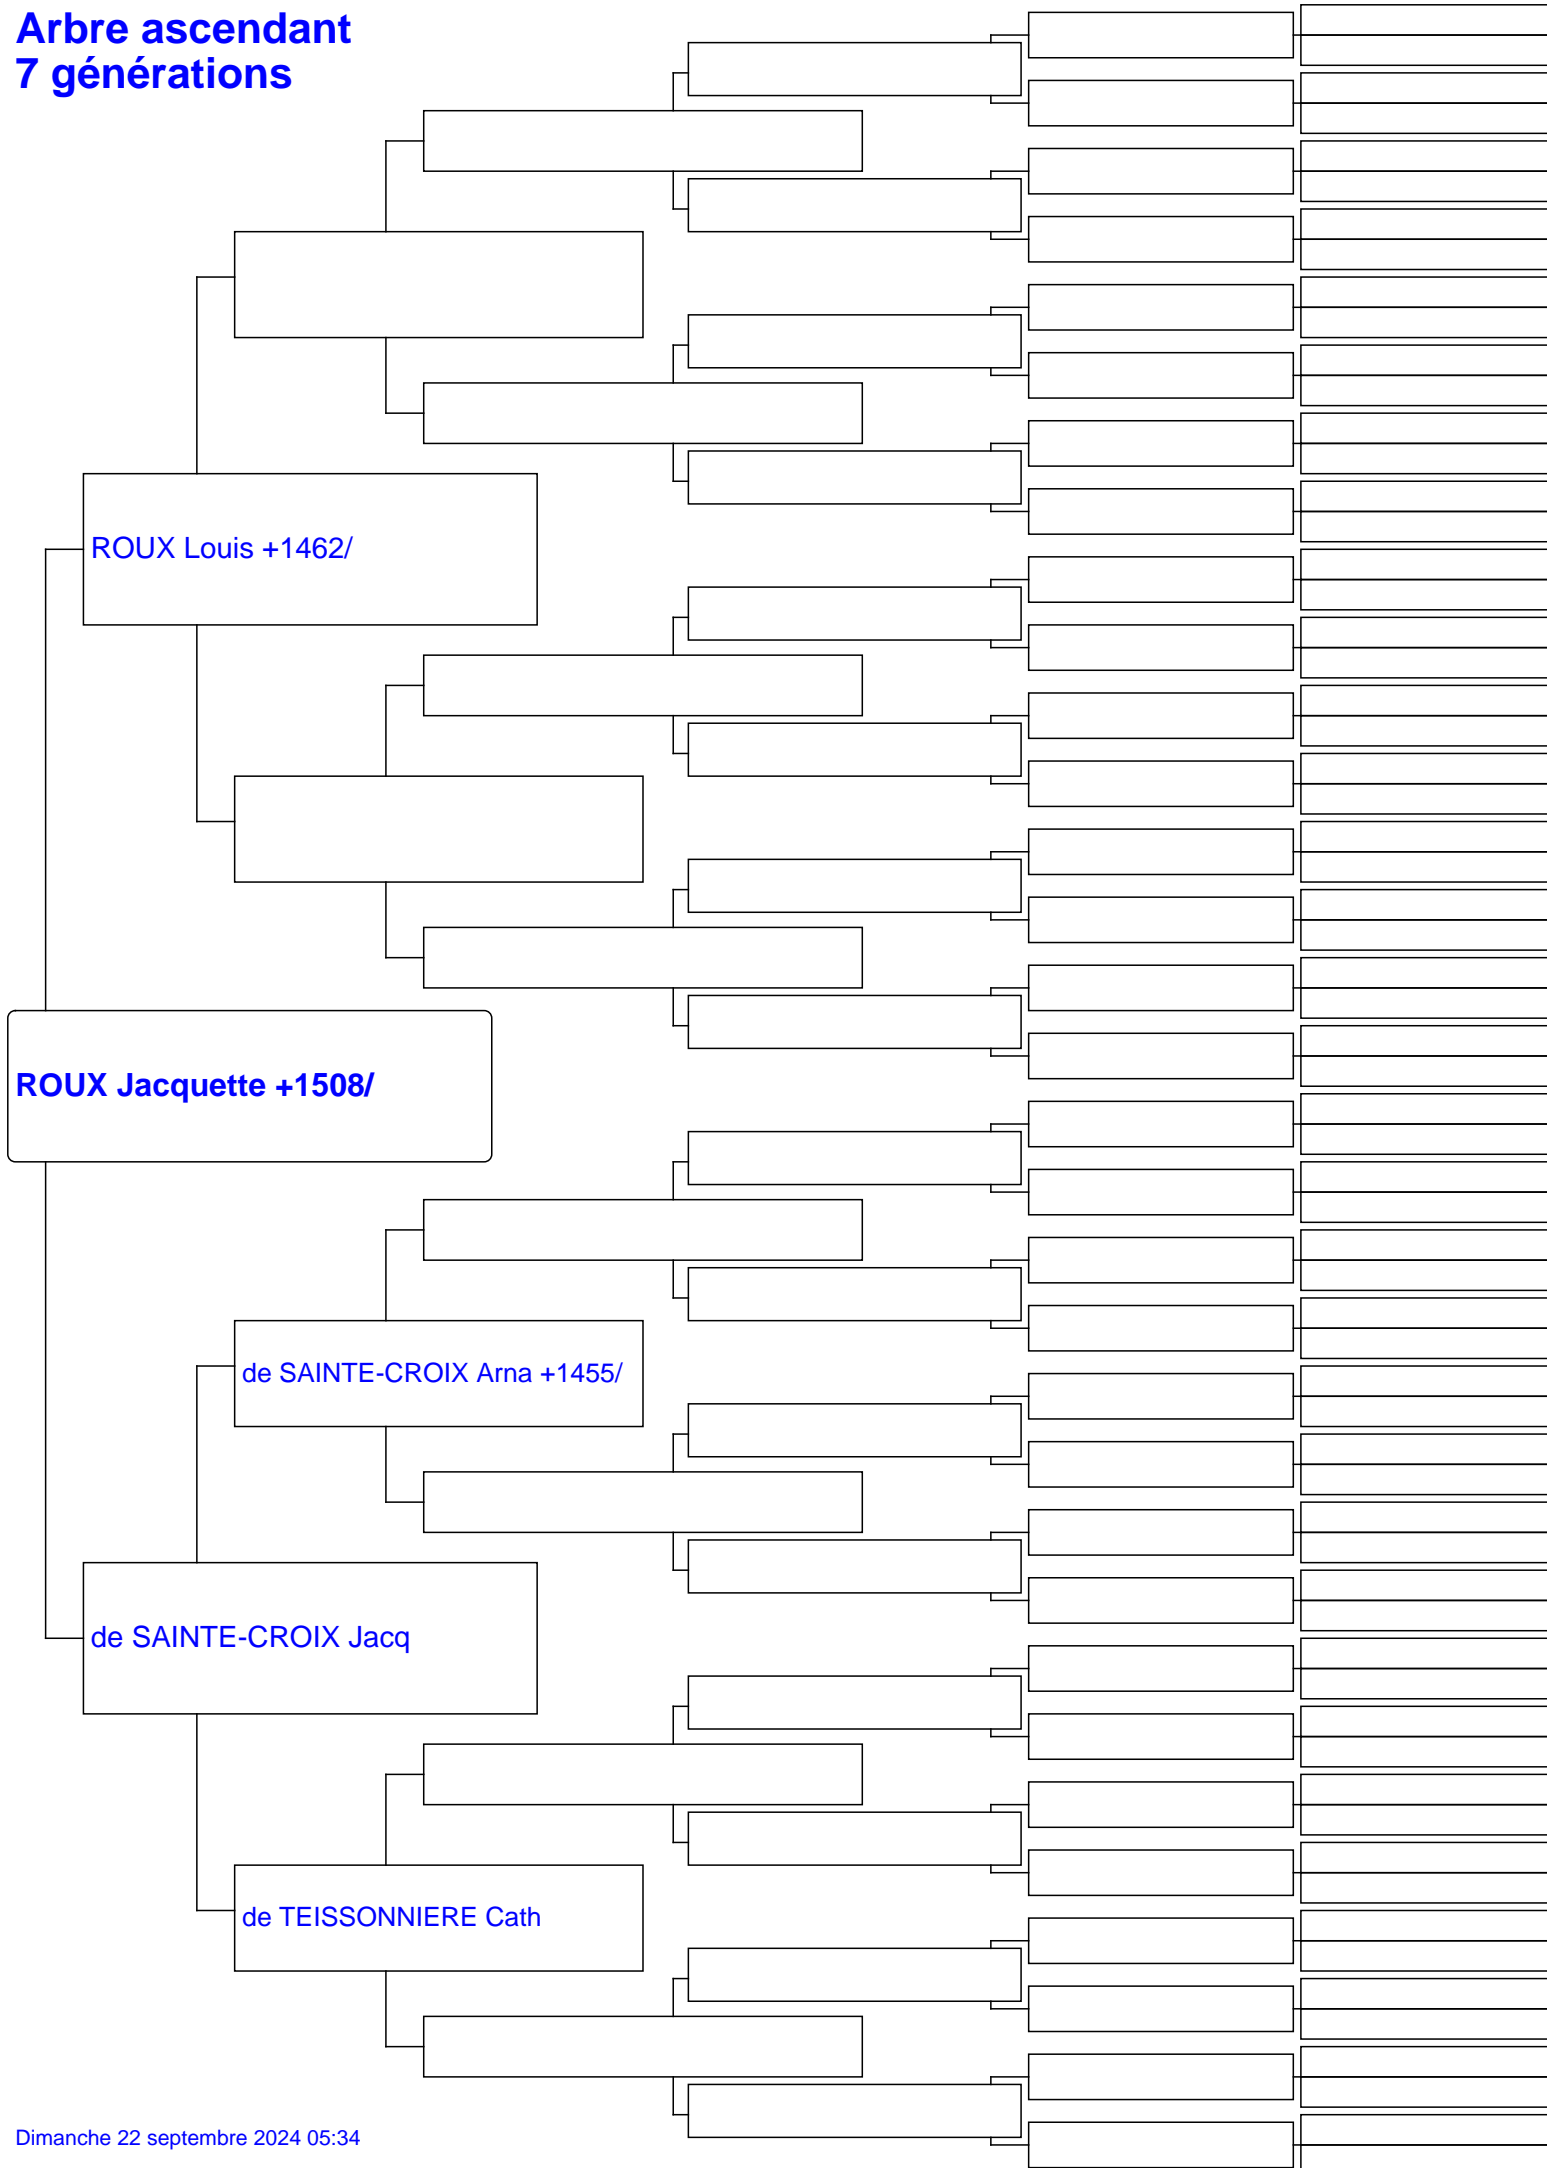 Arbre ascendant
7 générations
ROUX Louis +1462/
ROUX Jacquette +1508/
de SAINTE-CROIX Arna +1455/
de SAINTE-CROIX Jacq
de TEISSONNIERE Cath
Dimanche 22 septembre 2024 05:34